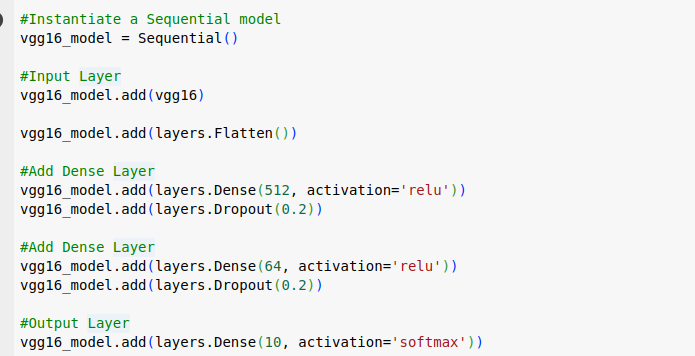 #Instantiate a Sequential model
vgg16_model = Sequential()
#Input Layer
vgg16_model.add(vgg16)
vgg16_model.add(layers.Flatten())
#Add Dense Layer
vgg16_model.add(layers.Dense(512, activation='relu'))
vgg16_model.add(layers.Dropout(0.2))
#Add Dense Layer
vgg16_model.add(layers.Dense(64, activation='relu'))
vgg16_model.add(layers.Dropout(0.2))
#Output Layer
vgg16_model.add(layers.Dense(10, activation='softmax'))